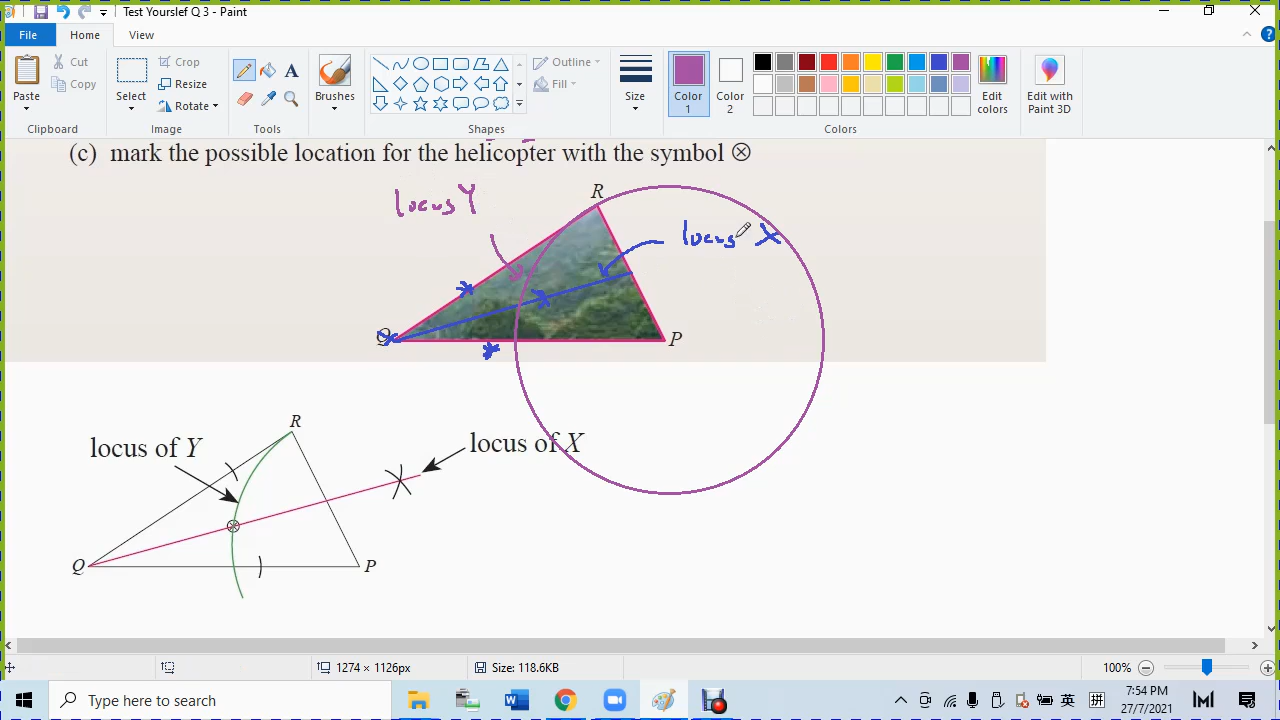 Test Yourslef Q 3 - Paint
File
Home
View
Cut
Copy
Paste
Clipboard
Select
Crop
Resize
Rotate
Image
A
Tools
Brushes
Outline
Fill
Shapes
Size
Color 1
Color 2
Edit colors
Colors
Edit with Paint 3D
(c) mark the possible location for the helicopter with the symbol ⊗
locus Y
R
locus X
Q
P
locus of Y
R
locus of X
Q
P
1274 × 1126px
Size: 118.6KB
100%
Type here to search
英
拼
7:54 PM
27/7/2021